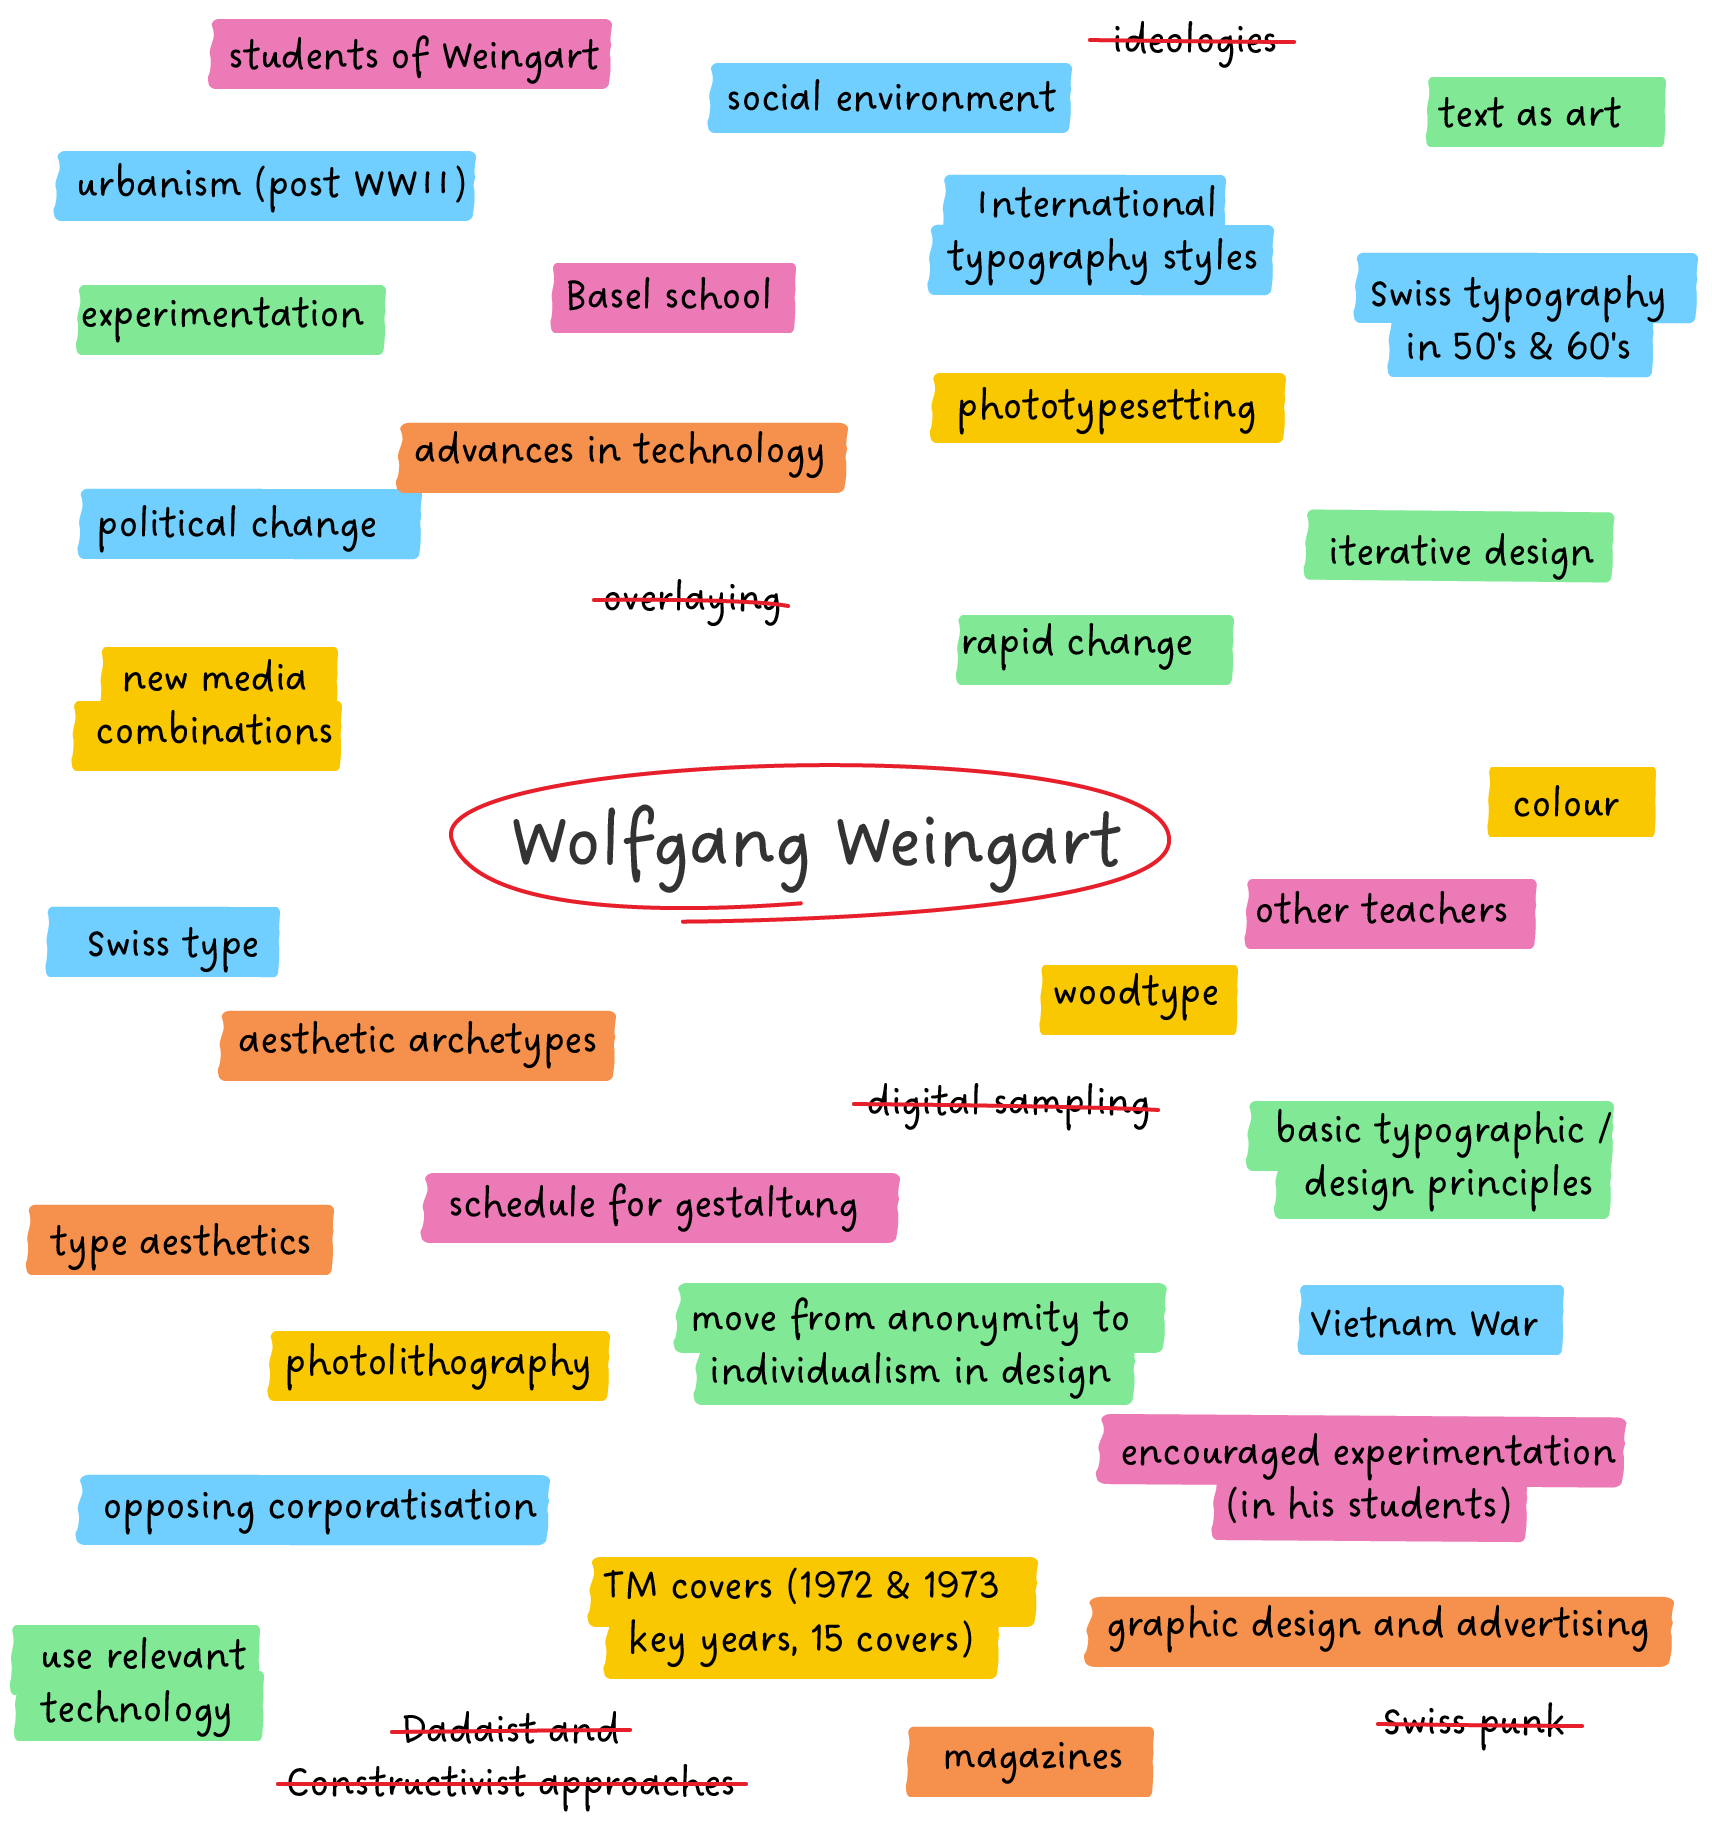 students of Weingart
ideologies
social environment
text as art
urbanism (post WWII)
International
typography styles
experimentation
Basel school
Swiss typography
in 50's & 60's
phototypesetting
advances in technology
political change
iterative design
overlaying
rapid change
new media
combinations
colour
Wolfgang Weingart
other teachers
Swiss type
woodtype
aesthetic archetypes
digital sampling
basic typographic /
design principles
schedule for gestaltung
type aesthetics
move from anonymity to
individualism in design
Vietnam War
photolithography
encouraged experimentation
(in his students)
opposing corporatisation
TM covers (1972 & 1973
key years, 15 covers)
graphic design and advertising
use relevant
technology
Dadaist and
Constructivist approaches
Swiss punk
magazines